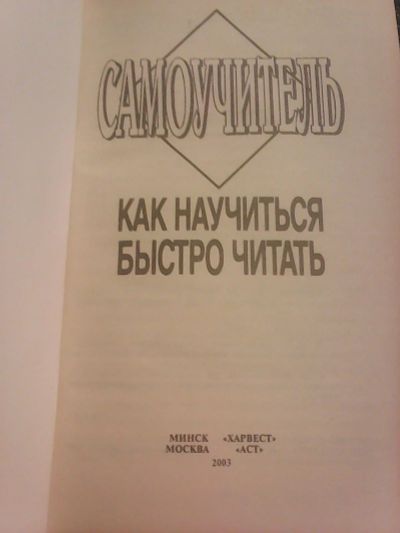 САМОУЧИТЕЛЬ
КАК НАУЧИТЬСЯ
БЫСТРО ЧИТАТЬ
МИНСК «ХАРВЕСТ»
МОСКВА «АСТ»
2003